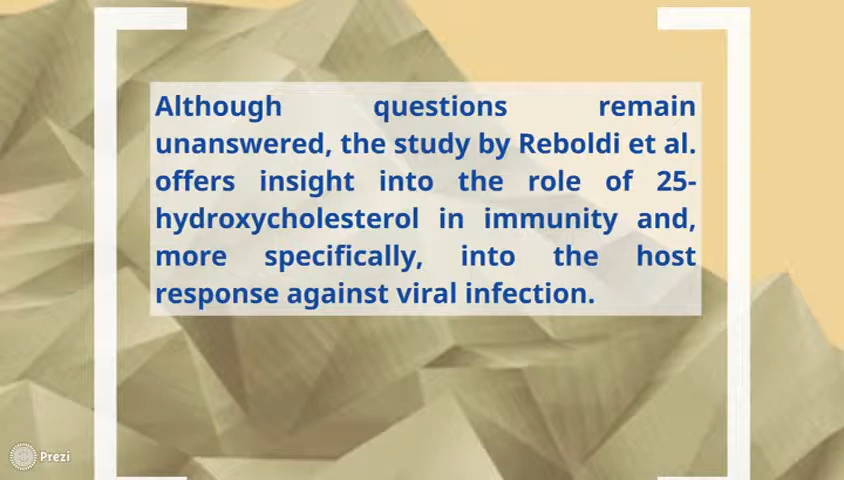 Although questions remain
unanswered, the study by Reboldi et al.
offers insight into the role of 25-
hydroxycholesterol in immunity and,
more specifically, into the host
response against viral infection.
Prezi